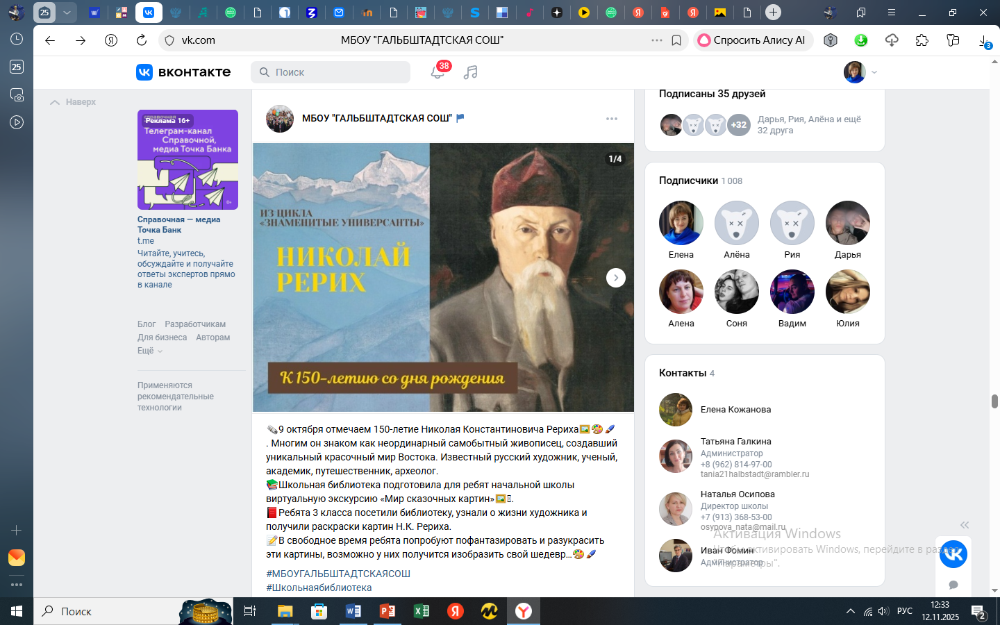 25
vk.com
МБОУ "ГАЛЬБШТАДТСКАЯ СОШ"
Спросить Алису AI
3
25
вконтакте
Поиск
38
Наверх
справочная
Реклама 16+
Телеграм-канал
Справочной,
медиа Точка Банка
Справочная — медиа
Точка Банк
t.me
Читайте, учитесь,
обсуждайте и получайте
ответы экспертов прямо
в канале
Блог Разработчикам
Для бизнеса Авторам
Ещё
Применяются
рекомендательные
технологии
МБОУ "ГАЛЬБШТАДТСКАЯ СОШ"
1/4
ИЗ ЦИКЛА
«ЗНАМЕНИТЫЕ УНИВЕРСАНТЫ»
НИКОЛАЙ
РЕРИХ
К 150-летию со дня рождения
🗞️9 октября отмечаем 150-летие Николая Константиновича Рериха🖼️🎨🖌️
. Многим он знаком как неординарный самобытный живописец, создавший
уникальный красочный мир Востока. Известный русский художник, ученый,
академик, путешественник, археолог.
📚Школьная библиотека подготовила для ребят начальной школы
виртуальную экскурсию «Мир сказочных картин»🖼️.
📕Ребята 3 класса посетили библиотеку, узнали о жизни художника и
получили раскраски картин Н.К. Рериха.
📝В свободное время ребята попробуют пофантазировать и разукрасить
эти картины, возможно у них получится изобразить свой шедевр...🎨🖌️
#МБОУГАЛЬБШТАДТСКАЯСОШ
#Школьнаябиблиотека
Подписаны 35 друзей
+32
Дарья, Рия, Алёна и ещё
32 друга
Подписчики 1 008
Елена Алёна Рия Дарья
Алена Соня Вадим Юлия
Контакты 4
Елена Кожанова
Татьяна Галкина
Администратор
+8 (962) 814-97-00
tania21halbstadt@rambler.ru
Наталья Осипова
Директор школы
+7 (913) 368-53-00
osypova_nata@mail.ru
Иван Фомин
Администратор
Активация Windows
Чтобы активировать Windows, перейдите в раздел
"Параметры".
Поиск
РУС
12:33
12.11.2025
2